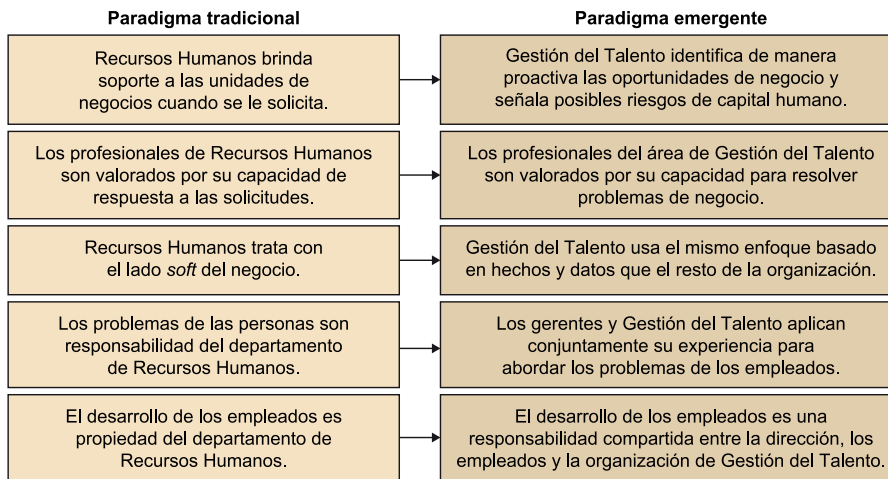 Paradigma tradicional
Paradigma emergente
Recursos Humanos brinda
soporte a las unidades de
negocios cuando se le solicita.
Gestión del Talento identifica de manera
proactiva las oportunidades de negocio y
señala posibles riesgos de capital humano.
Los profesionales de Recursos Humanos
son valorados por su capacidad de
respuesta a las solicitudes.
Los profesionales del área de Gestión del Talento
son valorados por su capacidad para resolver
problemas de negocio.
Recursos Humanos trata con
el lado soft del negocio.
Gestión del Talento usa el mismo enfoque basado
en hechos y datos que el resto de la organización.
Los problemas de las personas son
responsabilidad del departamento
de Recursos Humanos.
Los gerentes y Gestión del Talento aplican
conjuntamente su experiencia para
abordar los problemas de los empleados.
El desarrollo de los empleados es
propiedad del departamento de
Recursos Humanos.
El desarrollo de los empleados es una
responsabilidad compartida entre la dirección, los
empleados y la organización de Gestión del Talento.